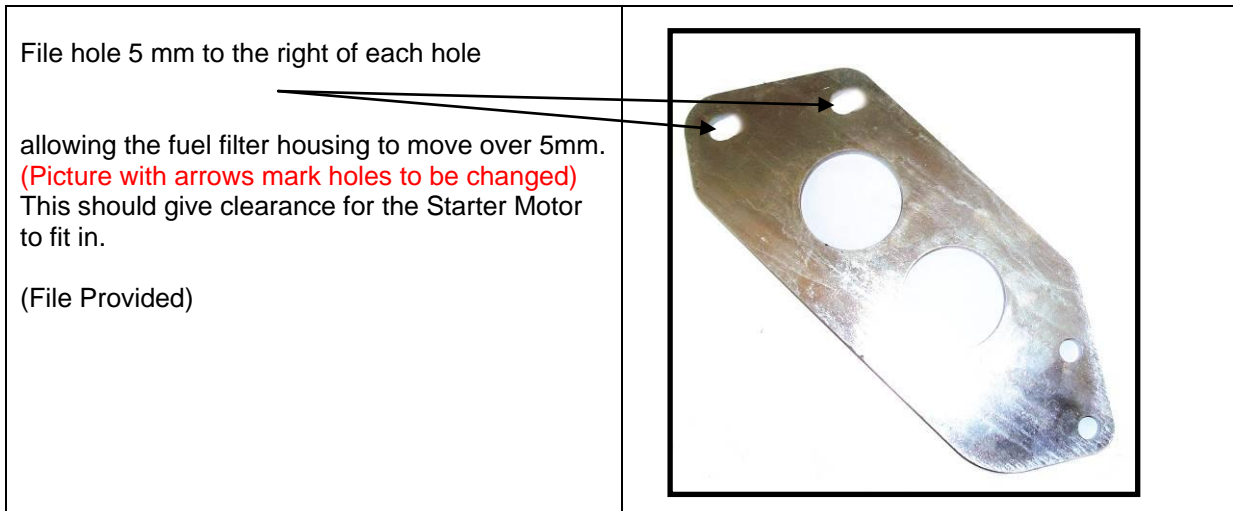 File hole 5 mm to the right of each hole
allowing the fuel filter housing to move over 5mm.
(Picture with arrows mark holes to be changed)
This should give clearance for the Starter Motor
to fit in.
(File Provided)